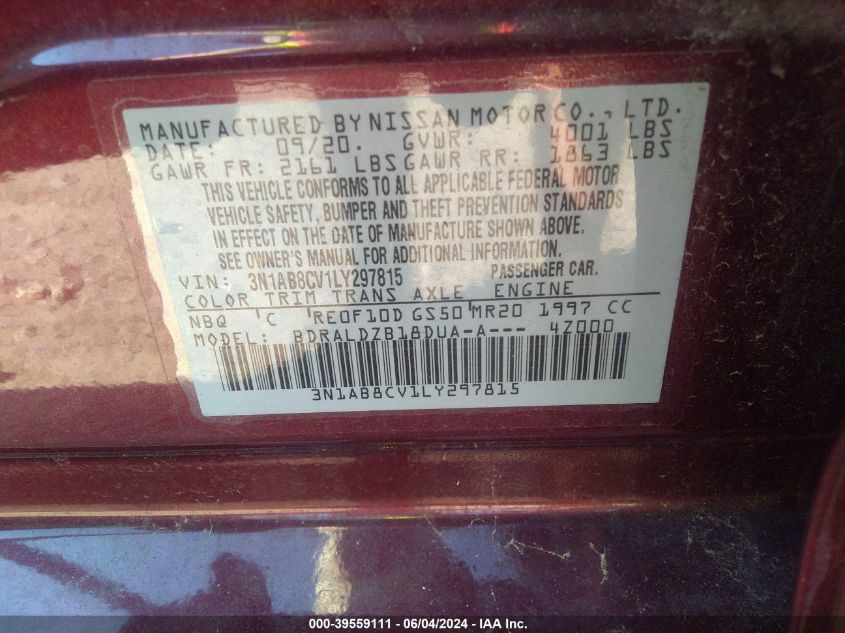 MANUFACTURED BY NISSAN MOTOR CO., LTD.
DATE: 09/20. GVWR: 4001 LBS
GAWR FR: 2161 LBS GAWR RR: 1863 LBS
THIS VEHICLE CONFORMS TO ALL APPLICABLE FEDERAL MOTOR
VEHICLE SAFETY, BUMPER AND THEFT PREVENTION STANDARDS
IN EFFECT ON THE DATE OF MANUFACTURE SHOWN ABOVE.
SEE OWNER'S MANUAL FOR ADDITIONAL INFORMATION.
VIN: 3N1AB8CV1LY297815 PASSENGER CAR.
COLOR TRIM TRANS AXLE ENGINE
NBQ 'C 'RE0F10D GS50'MR20 1997 CC
MODEL: BDRALDZB18DUA-A--- 4Z000
3N1AB8CV1LY297815
000-39559111 - 06/04/2024 - IAA Inc.